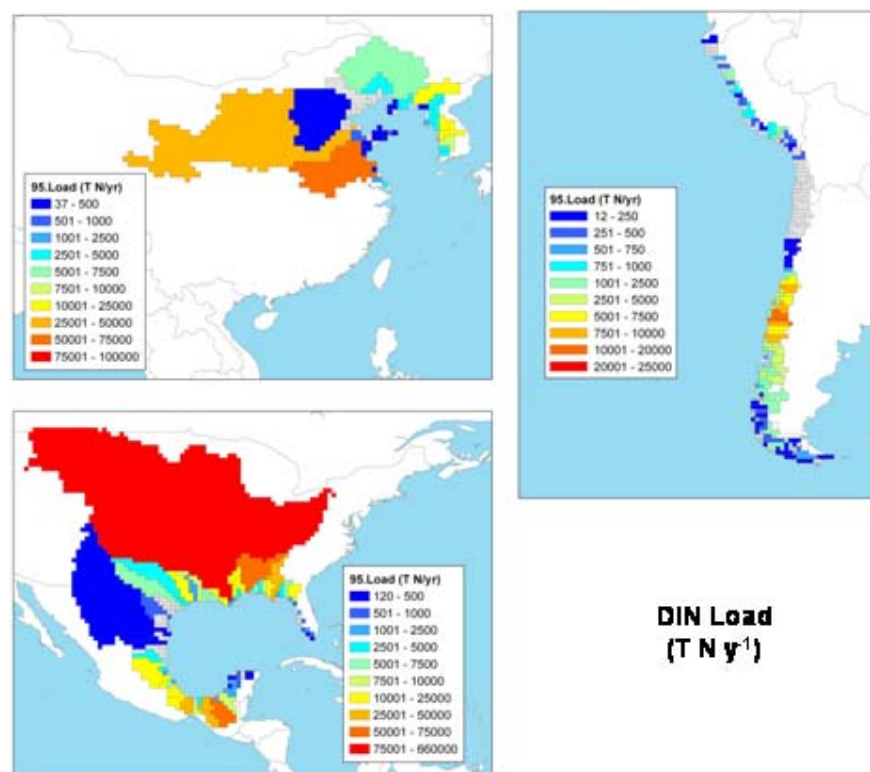 95.Load (T N/yr)
37 - 500
501 - 1000
1001 - 2500
2501 - 5000
5001 - 7500
7501 - 10000
10001 - 25000
25001 - 50000
50001 - 75000
75001 - 100000
95.Load (T N/yr)
12 - 250
251 - 500
501 - 750
751 - 1000
1001 - 2500
2501 - 5000
5001 - 7500
7501 - 10000
10001 - 20000
20001 - 25000
95.Load (T N/yr)
120 - 500
501 - 1000
1001 - 2500
2501 - 5000
5001 - 7500
7501 - 10000
10001 - 25000
25001 - 50000
50001 - 75000
75001 - 660000
DIN Load
(T N y⁻¹)